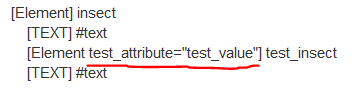 [Element] insect
[TEXT] #text
[Element test_attribute="test_value"] test_insect
[TEXT] #text